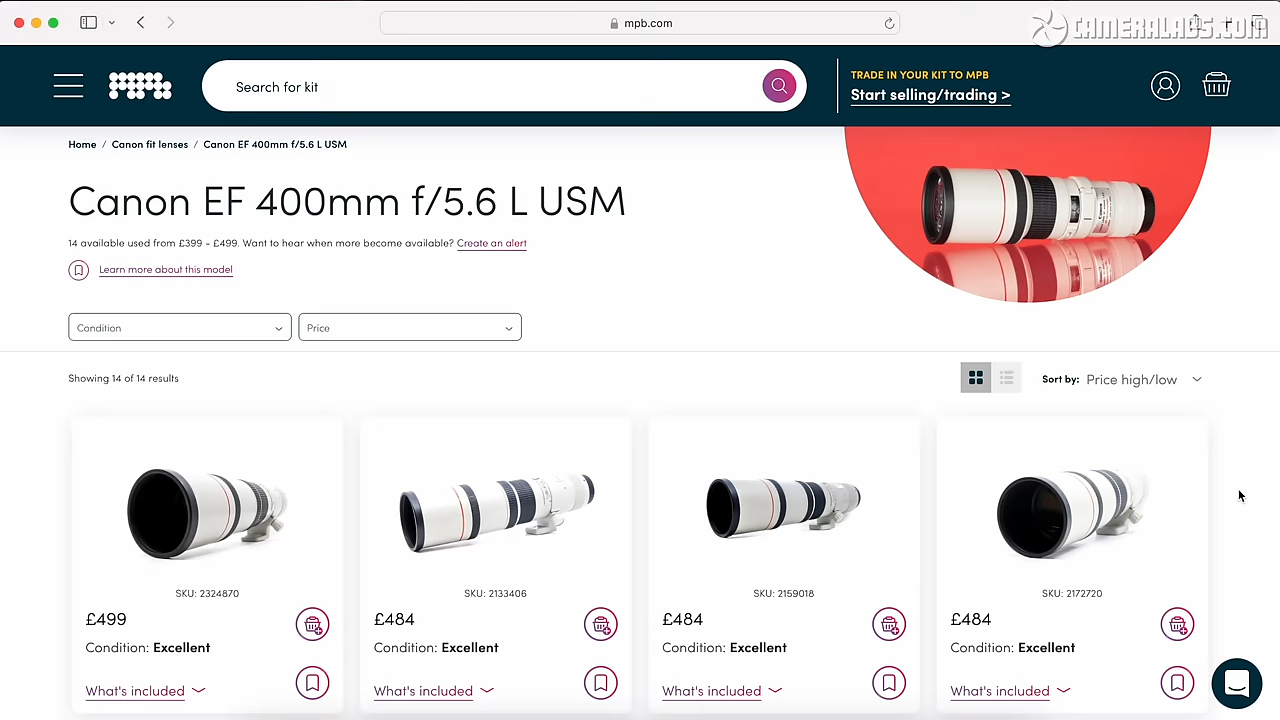 mpb.com
CAMERALABS.COM
mpb
Search for kit
TRADE IN YOUR KIT TO MPB
Start selling/trading >
Home / Canon fit lenses / Canon EF 400mm f/5.6 L USM
Canon EF 400mm f/5.6 L USM
14 available used from £399 - £499. Want to hear when more become available? Create an alert
Learn more about this model
Condition
Price
Showing 14 of 14 results
Sort by: Price high/low
SKU: 2324870
£499
Condition: Excellent
What's included
SKU: 2133406
£484
Condition: Excellent
What's included
SKU: 2159018
£484
Condition: Excellent
What's included
SKU: 2172720
£484
Condition: Excellent
What's included